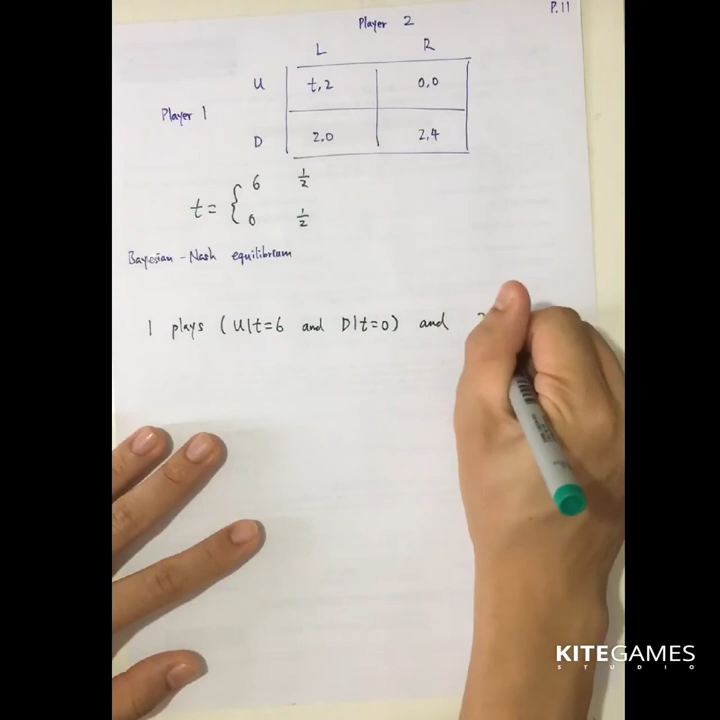 P.11
Player 2
L R
U t,2 0,0
Player 1
D 2,0 2,4
t = { 6 1/2
0 1/2
Bayesian - Nash equilibrium
1 plays ( U|t=6 and D|t=0) and
KITEGAMES
STUDIO